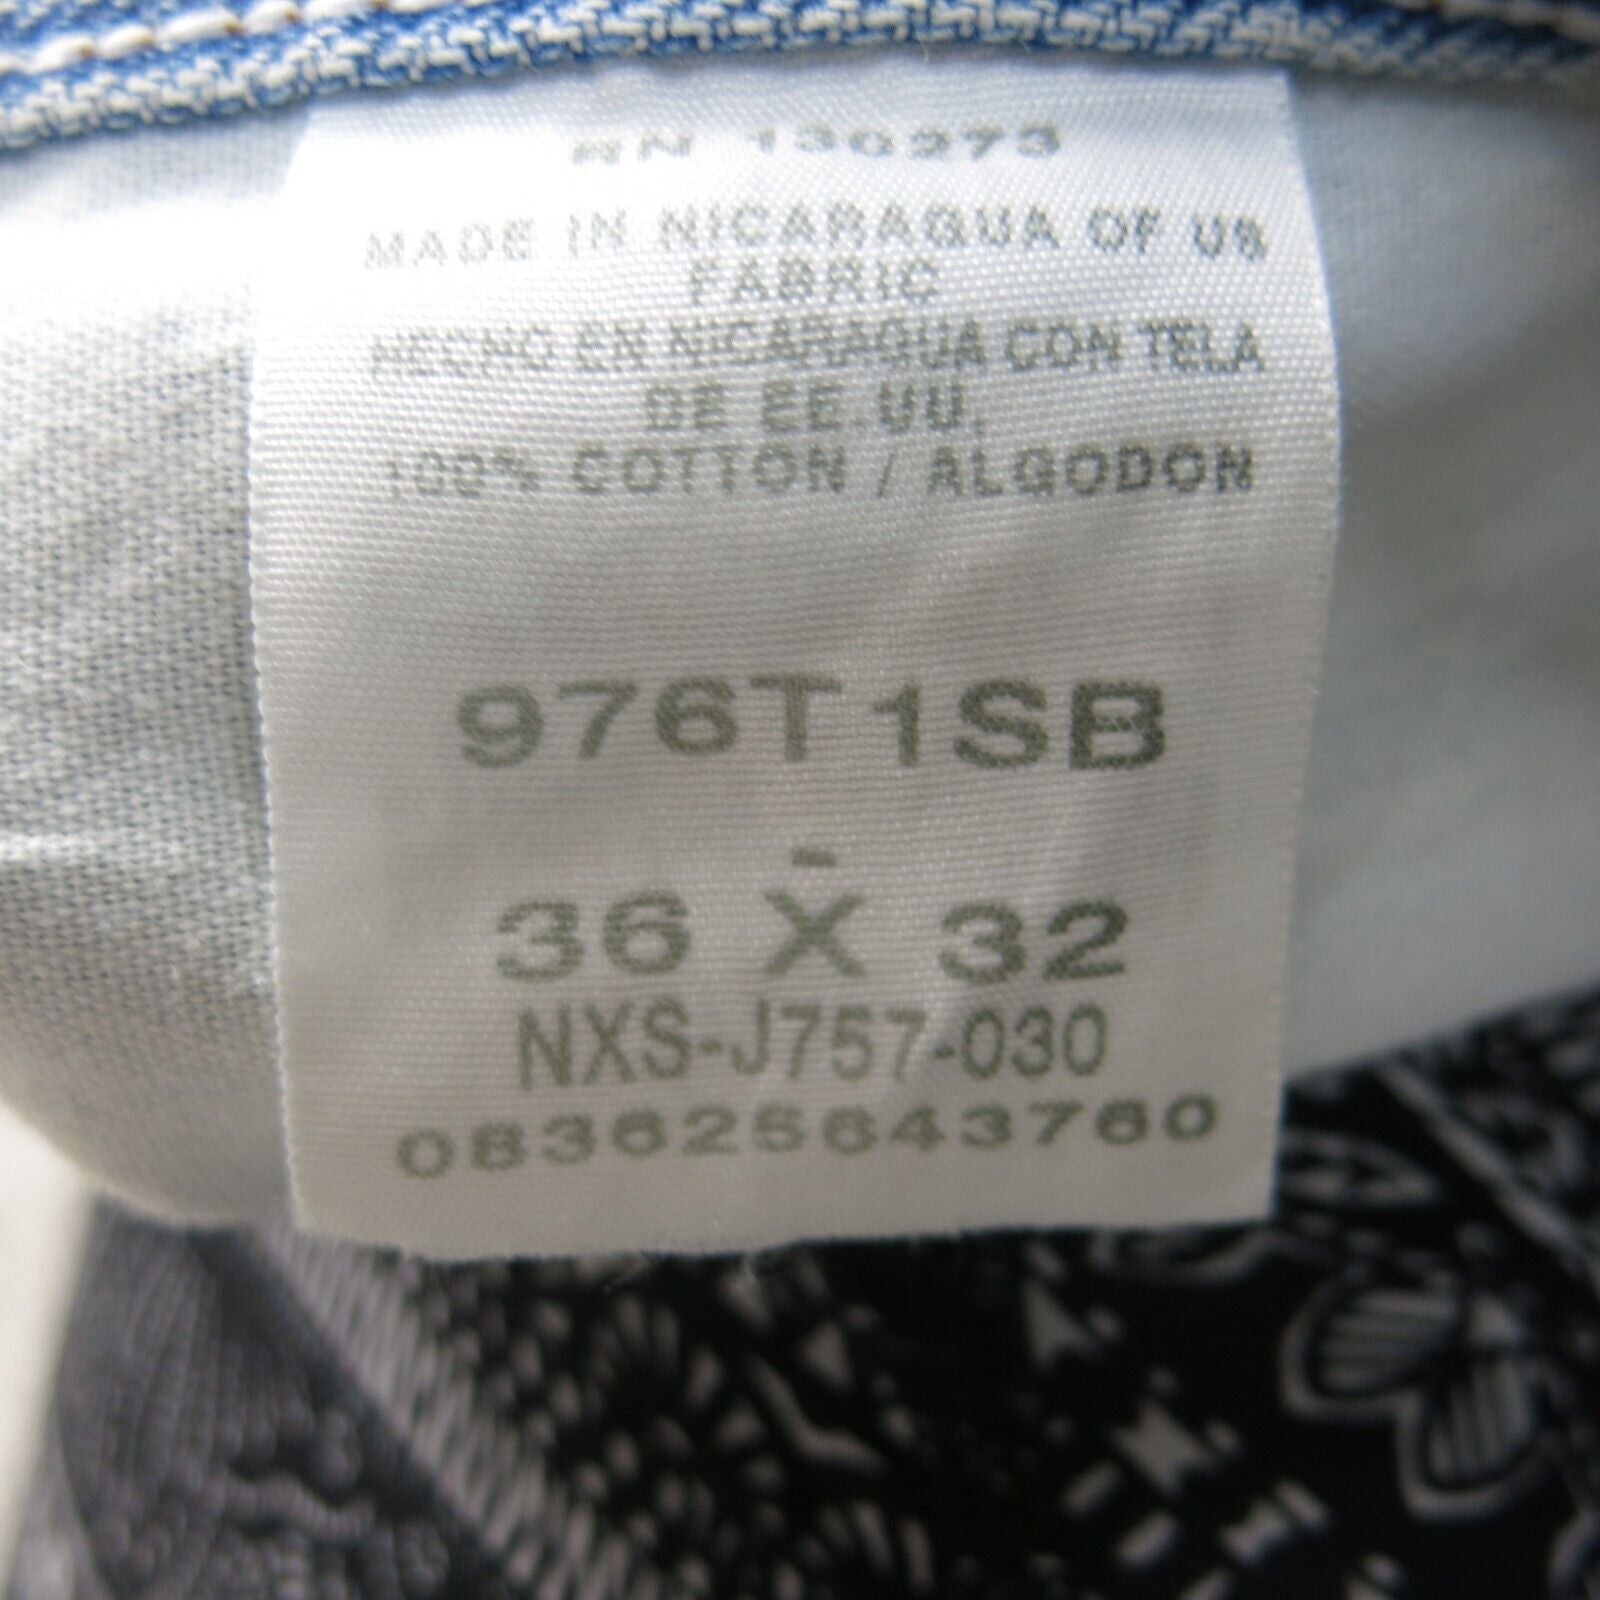 RN 130273
MADE IN NICARAGUA OF US
FABRIC
HECHO EN NICARAGUA CON TELA
DE EE.UU.
100% COTTON / ALGODON
976T1SB
-
36 X 32
NXS-J757-030
083625643760